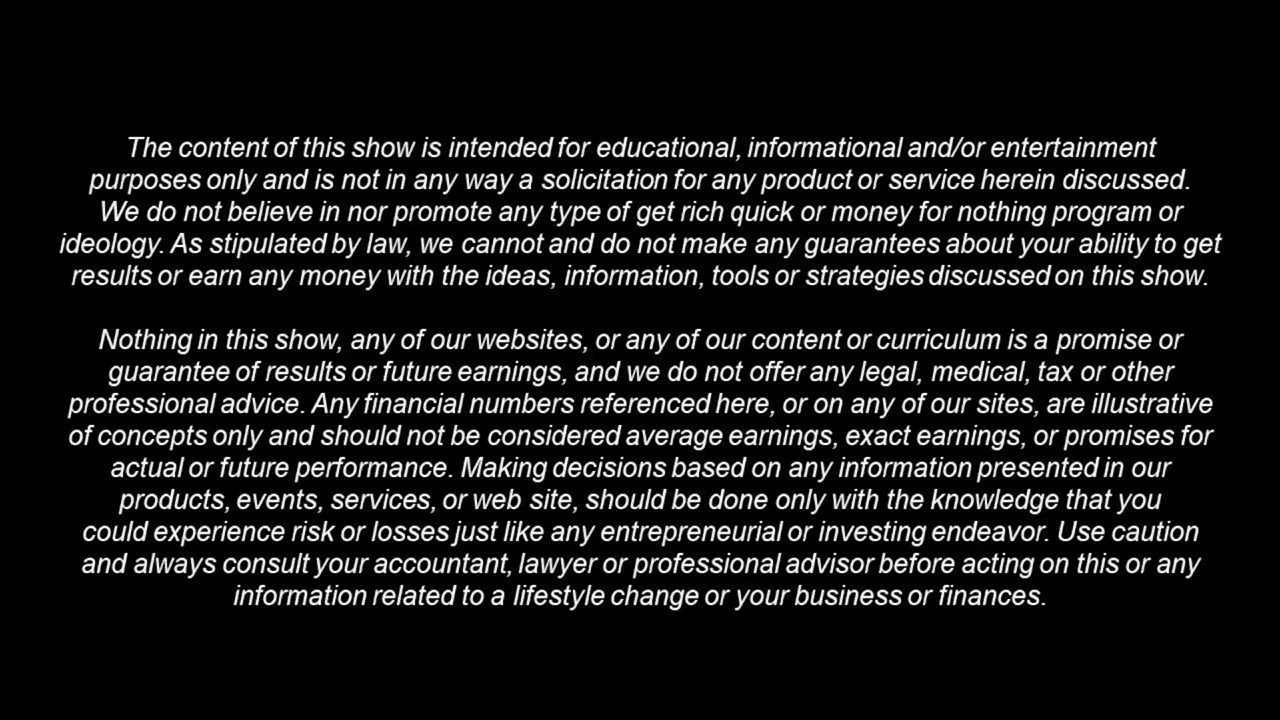 The content of this show is intended for educational, informational and/or entertainment
purposes only and is not in any way a solicitation for any product or service herein discussed.
We do not believe in nor promote any type of get rich quick or money for nothing program or
ideology. As stipulated by law, we cannot and do not make any guarantees about your ability to get
results or earn any money with the ideas, information, tools or strategies discussed on this show.
Nothing in this show, any of our websites, or any of our content or curriculum is a promise or
guarantee of results or future earnings, and we do not offer any legal, medical, tax or other
professional advice. Any financial numbers referenced here, or on any of our sites, are illustrative
of concepts only and should not be considered average earnings, exact earnings, or promises for
actual or future performance. Making decisions based on any information presented in our
products, events, services, or web site, should be done only with the knowledge that you
could experience risk or losses just like any entrepreneurial or investing endeavor. Use caution
and always consult your accountant, lawyer or professional advisor before acting on this or any
information related to a lifestyle change or your business or finances.